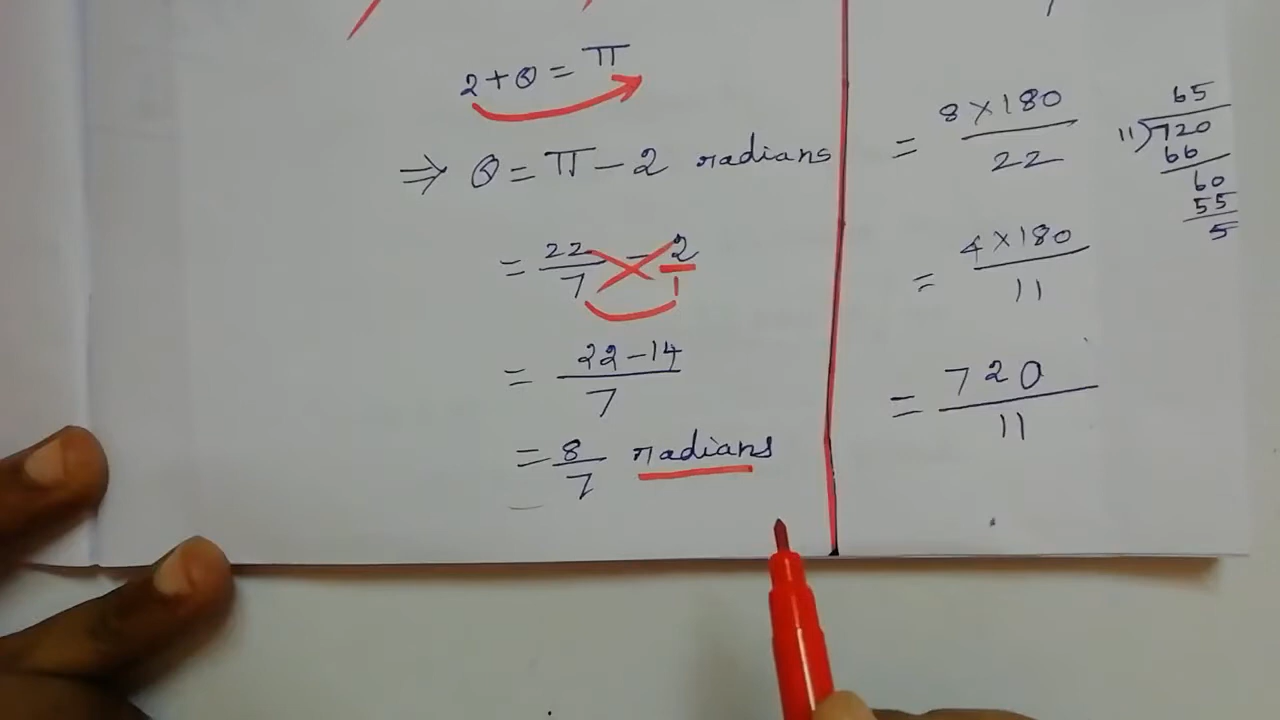 2 + θ = π
⇒ θ = π - 2 radians
= 22/7 - 2/1
= 22 - 14/7
= 8/7 radians
= 8 × 180/22
= 4 × 180/11
= 720/11
65
11)720
66
60
55
5